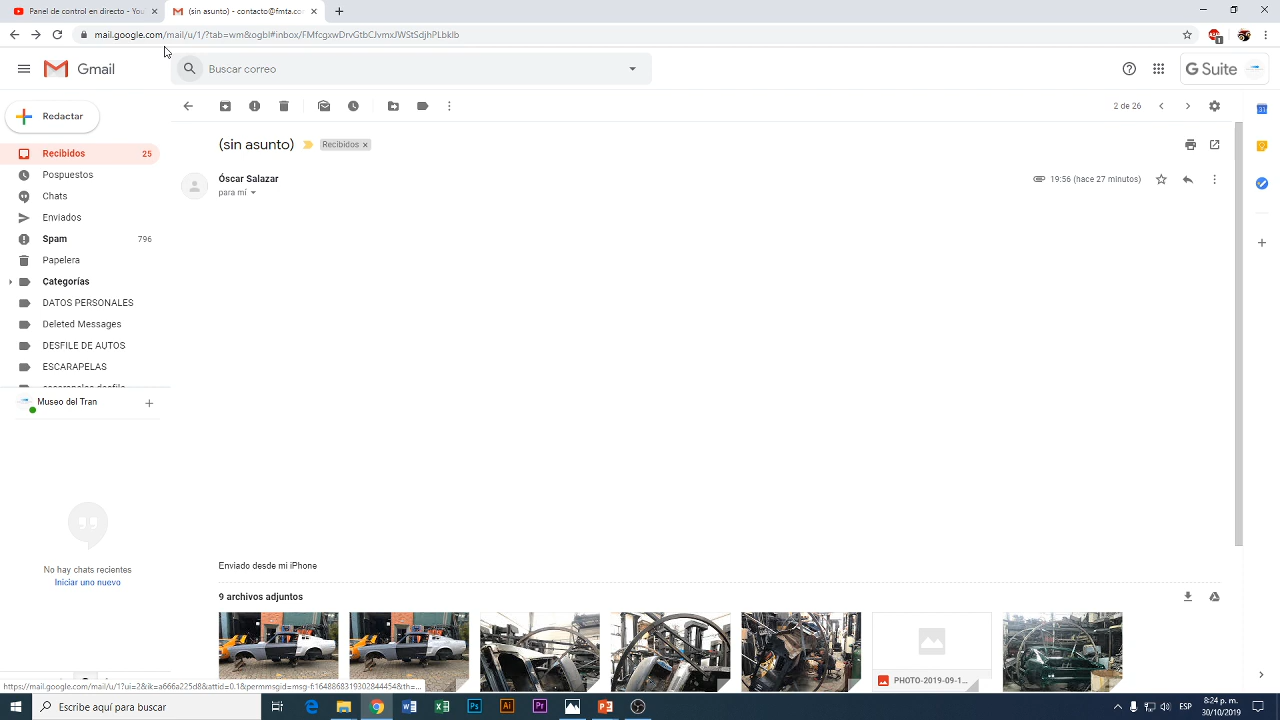 Panel de control en directo - You
(sin asunto) - contacto@fmta.co
mail.google.com/mail/u/1/?tab=wm&ogbl#inbox/FMfcgxwDrvGtbCJvmxJWStSdjhPLbklb
Gmail
Buscar correo
G Suite
Redactar
2 de 26
(sin asunto)
Recibidos x
Recibidos 25
Óscar Salazar
19:56 (hace 27 minutos)
para mí
Pospuestos
Chats
Enviados
Spam 796
Papelera
Categorías
DATOS PERSONALES
Deleted Messages
DESFILE DE AUTOS
ESCARAPELAS
Museo del Tran
No hay chats recientes
Iniciar uno nuevo
Enviado desde mi iPhone
9 archivos adjuntos
PHOTO-2019-09-1...
https://mail.google.com/mail/u/1?ui=2&ik=a666a225d8&attid=0.1&permmsgid=msg-f:1648868319302844454&th=...
Escribe aquí para buscar
ESP
8:24 p. m.
30/10/2019